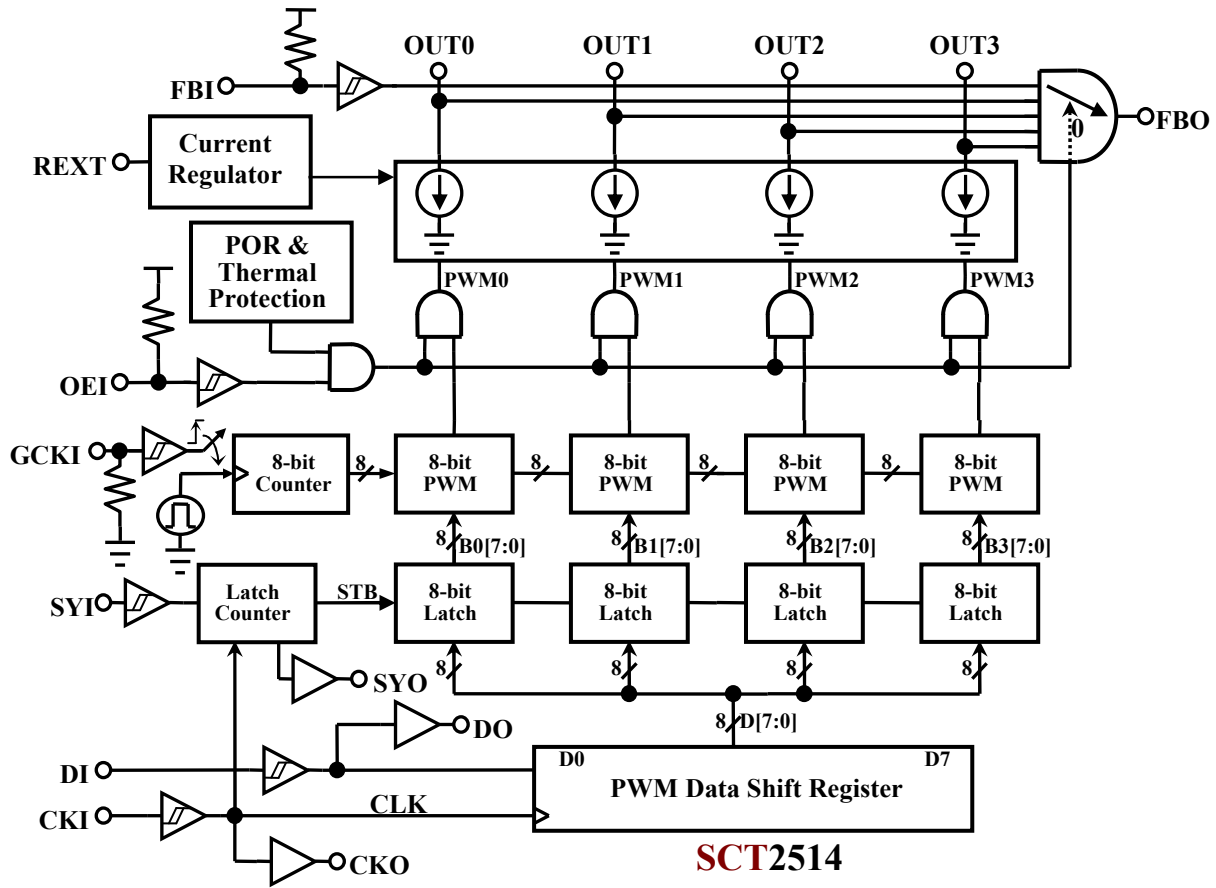 OUT0 OUT1 OUT2 OUT3
FBI
FBO
0
REXT
Current
Regulator
POR &
Thermal
Protection
PWM0 PWM1 PWM2 PWM3
OEI
GCKI
8-bit
Counter
8
8-bit
PWM
8
8-bit
PWM
8
8-bit
PWM
8
8-bit
PWM
8 B0[7:0] 8 B1[7:0] 8 B2[7:0] 8 B3[7:0]
SYI
Latch
Counter
STB
8-bit
Latch
8-bit
Latch
8-bit
Latch
8-bit
Latch
8 8 8 8
SYO
DO
8 D[7:0]
DI
D0 D7
PWM Data Shift Register
CKI
CLK
CKO
SCT2514